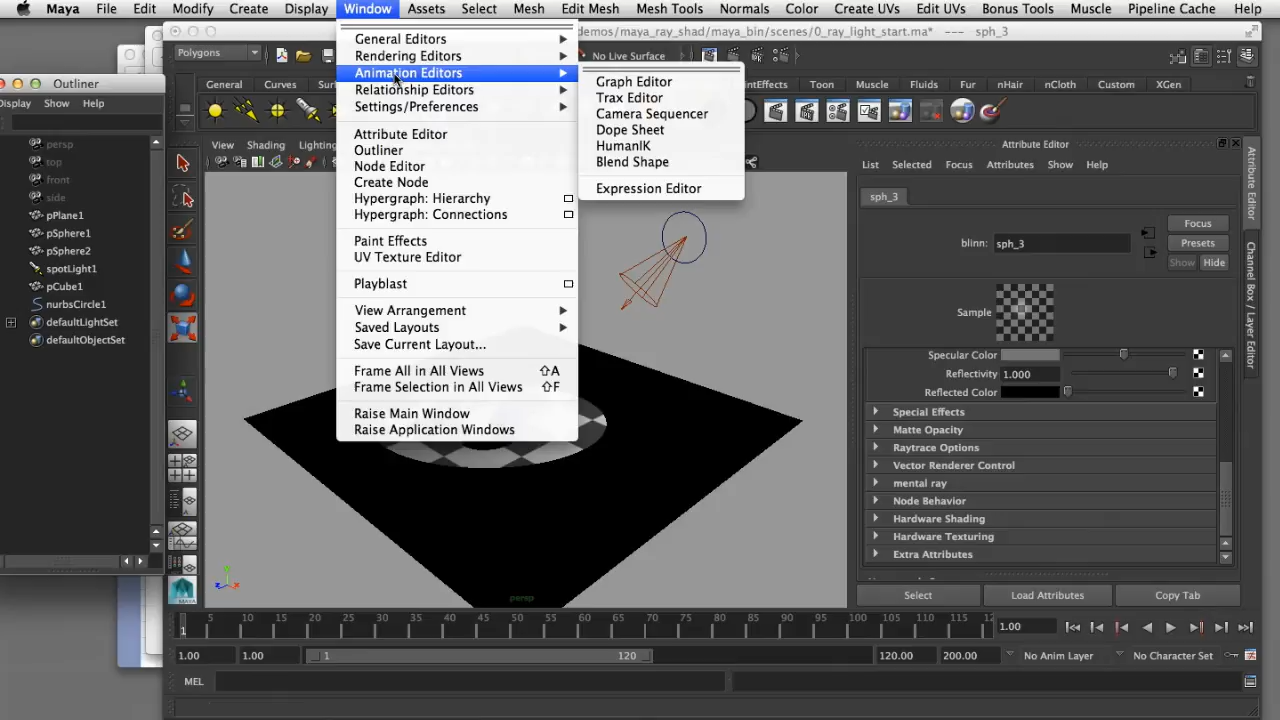 Maya File Edit Modify Create Display Window Assets Select Mesh Edit Mesh Mesh Tools Normals Color Create UVs Edit UVs Bonus Tools Muscle Pipeline Cache Help
demos/maya_ray_shad/maya_bin/scenes/0_ray_light_start.ma* --- sph_3
Polygons
No Live Surface
General Curves
Toon Muscle Fluids Fur nHair nCloth Custom XGen
Outliner
Display Show Help
persp
top
front
side
pPlane1
pSphere1
pSphere2
spotLight1
pCube1
nurbsCircle1
defaultLightSet
defaultObjectSet
View Shading Lighting
General Editors
Rendering Editors
Animation Editors
Relationship Editors
Settings/Preferences
Attribute Editor
Outliner
Node Editor
Create Node
Hypergraph: Hierarchy
Hypergraph: Connections
Paint Effects
UV Texture Editor
Playblast
View Arrangement
Saved Layouts
Save Current Layout...
Frame All in All Views ⇧A
Frame Selection in All Views ⇧F
Raise Main Window
Raise Application Windows
Graph Editor
Trax Editor
Camera Sequencer
Dope Sheet
HumanIK
Blend Shape
Expression Editor
persp
Attribute Editor
List Selected Focus Attributes Show Help
sph_3
Focus
blinn: sph_3
Presets
Show Hide
Sample
Specular Color
Reflectivity 1.000
Reflected Color
Special Effects
Matte Opacity
Raytrace Options
Vector Renderer Control
mental ray
Node Behavior
Hardware Shading
Hardware Texturing
Extra Attributes
Select Load Attributes Copy Tab
Attribute Editor
Channel Box / Layer Editor
1 5 10 15 20 25 30 35 40 45 50 55 60 65 70 75 80 85 90 95 100 105 110 115 12
1.00
1.00 1.00 1 120 120.00 200.00 No Anim Layer No Character Set
MEL